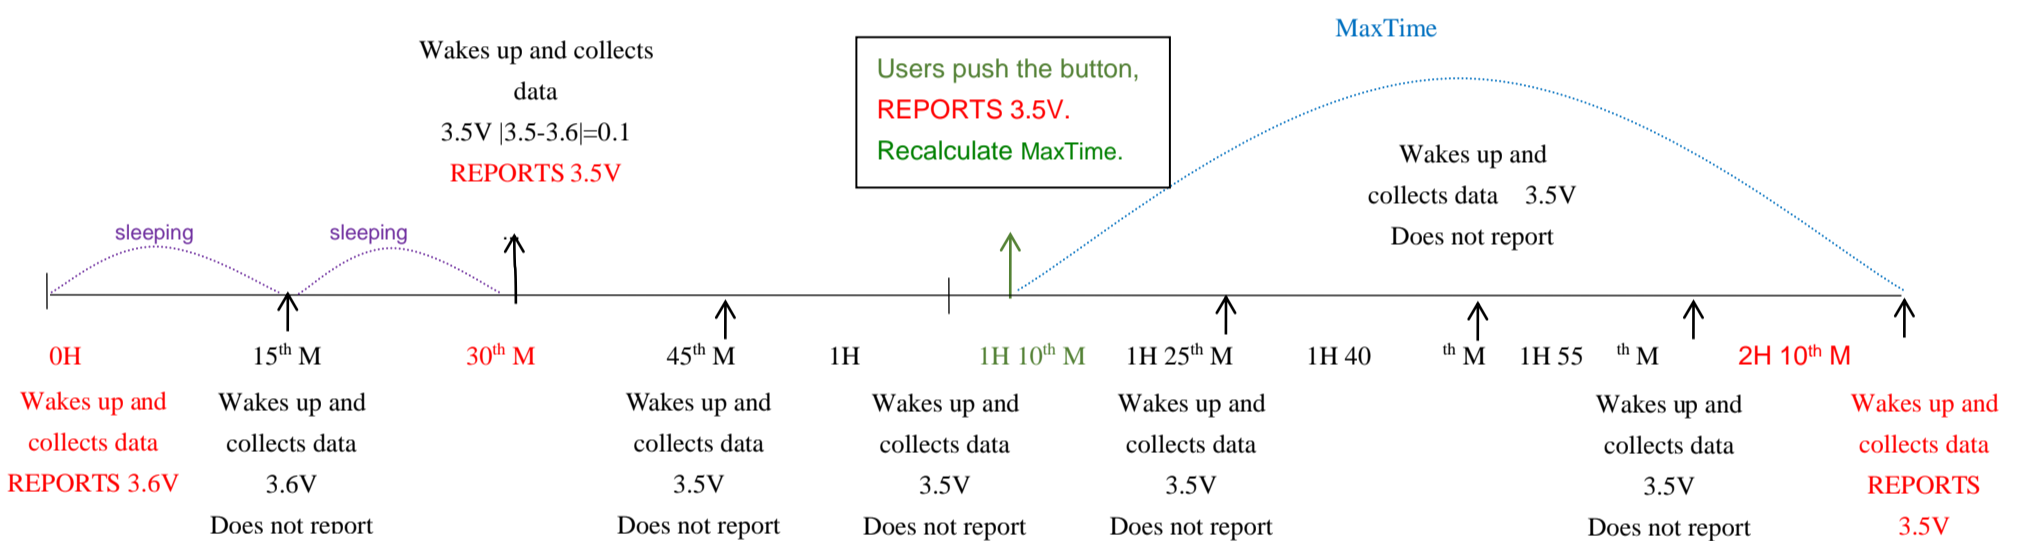 MaxTime
Wakes up and collects
data
3.5V |3.5-3.6|=0.1
REPORTS 3.5V
Users push the button,
REPORTS 3.5V.
Recalculate MaxTime.
Wakes up and
collects data 3.5V
Does not report
sleeping
sleeping
0H 15th M 30th M 45th M 1H 1H 10th M 1H 25th M 1H 40 th M 1H 55 th M 2H 10th M
Wakes up and
collects data
REPORTS 3.6V
Wakes up and
collects data
3.6V
Does not report
Wakes up and
collects data
3.5V
Does not report
Wakes up and
collects data
3.5V
Does not report
Wakes up and
collects data
3.5V
Does not report
Wakes up and
collects data
3.5V
Does not report
Wakes up and
collects data
REPORTS
3.5V